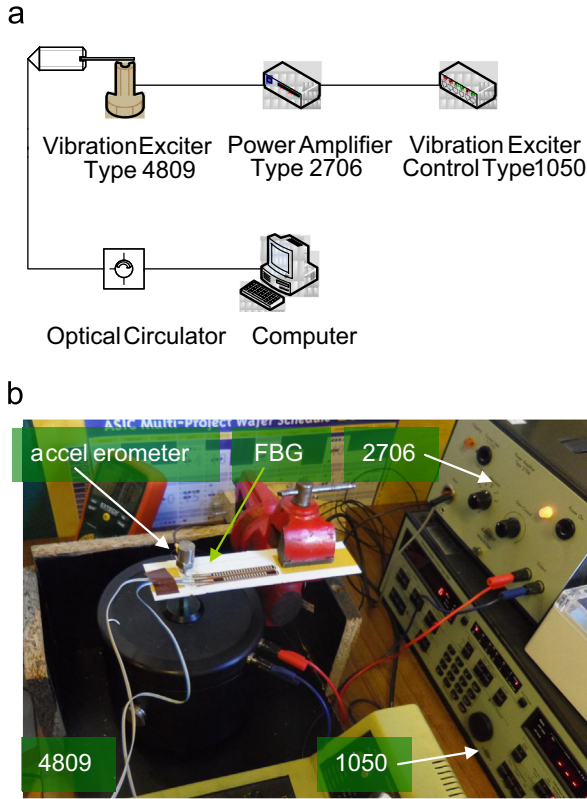 a
Vibration Exciter Type 4809
Power Amplifier Type 2706
Vibration Exciter Control Type1050
Optical Circulator
Computer
b
ASIC Multi-Project Wafer Schedule
accel erometer
FBG
2706
4809
1050